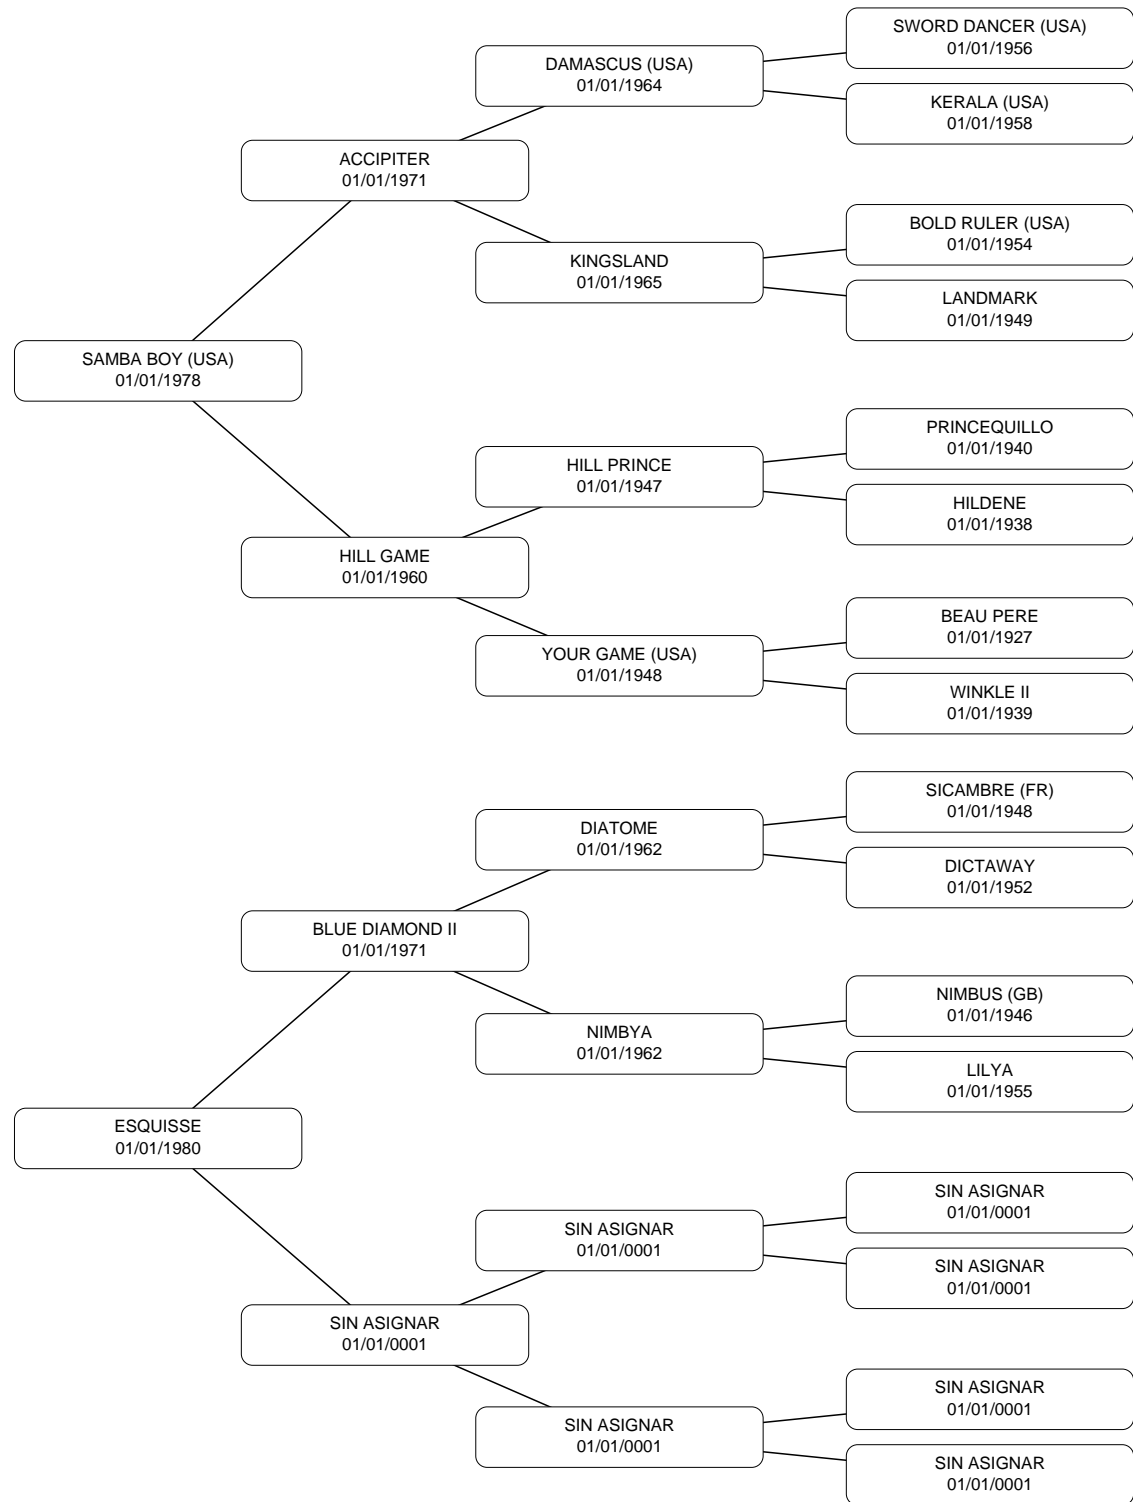 SWORD DANCER (USA)
01/01/1956
DAMASCUS (USA)
01/01/1964
KERALA (USA)
01/01/1958
ACCIPITER
01/01/1971
BOLD RULER (USA)
01/01/1954
KINGSLAND
01/01/1965
LANDMARK
01/01/1949
SAMBA BOY (USA)
01/01/1978
PRINCEQUILLO
01/01/1940
HILL PRINCE
01/01/1947
HILDENE
01/01/1938
HILL GAME
01/01/1960
BEAU PERE
01/01/1927
YOUR GAME (USA)
01/01/1948
WINKLE II
01/01/1939
SICAMBRE (FR)
01/01/1948
DIATOME
01/01/1962
DICTAWAY
01/01/1952
BLUE DIAMOND II
01/01/1971
NIMBUS (GB)
01/01/1946
NIMBYA
01/01/1962
LILYA
01/01/1955
ESQUISSE
01/01/1980
SIN ASIGNAR
01/01/0001
SIN ASIGNAR
01/01/0001
SIN ASIGNAR
01/01/0001
SIN ASIGNAR
01/01/0001
SIN ASIGNAR
01/01/0001
SIN ASIGNAR
01/01/0001
SIN ASIGNAR
01/01/0001